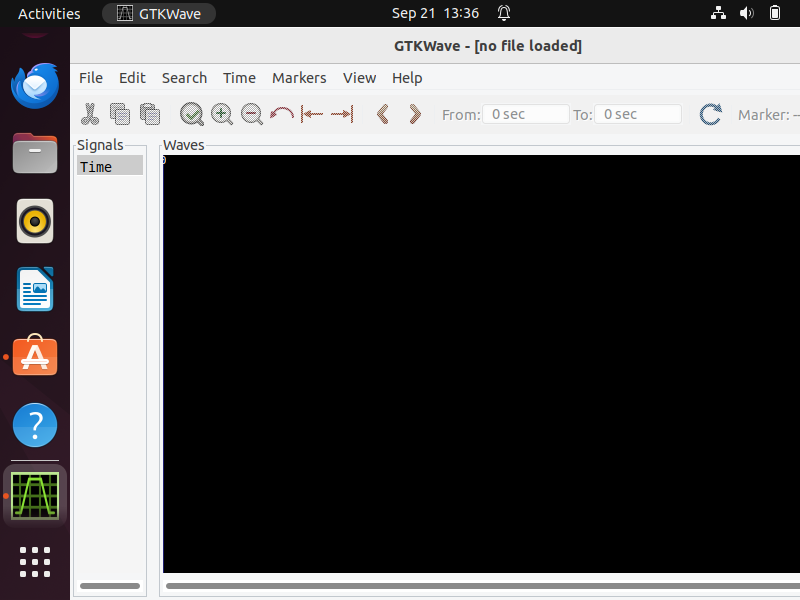 Activities
GTKWave
Sep 21 13:36
GTKWave - [no file loaded]
File Edit Search Time Markers View Help
From: 0 sec To: 0 sec Marker: --
Signals
Waves
Time
0